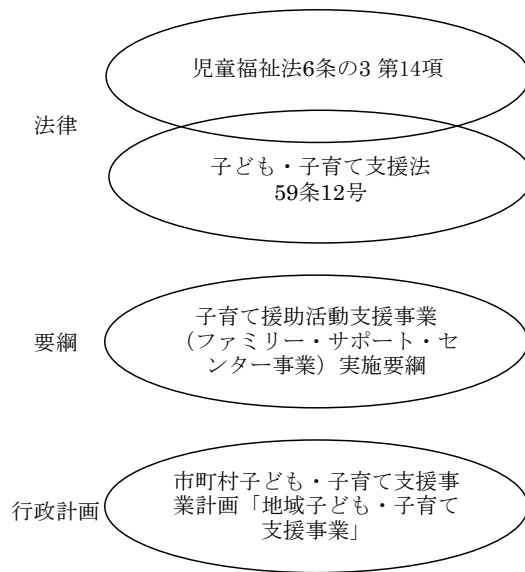 児童福祉法6条の3 第14項
法律
子ども・子育て支援法
59条12号
子育て援助活動支援事業
(ファミリー・サポート・セ
ンター事業)実施要綱
要綱
市町村子ども・子育て支援事
業計画「地域子ども・子育て
支援事業」
行政計画